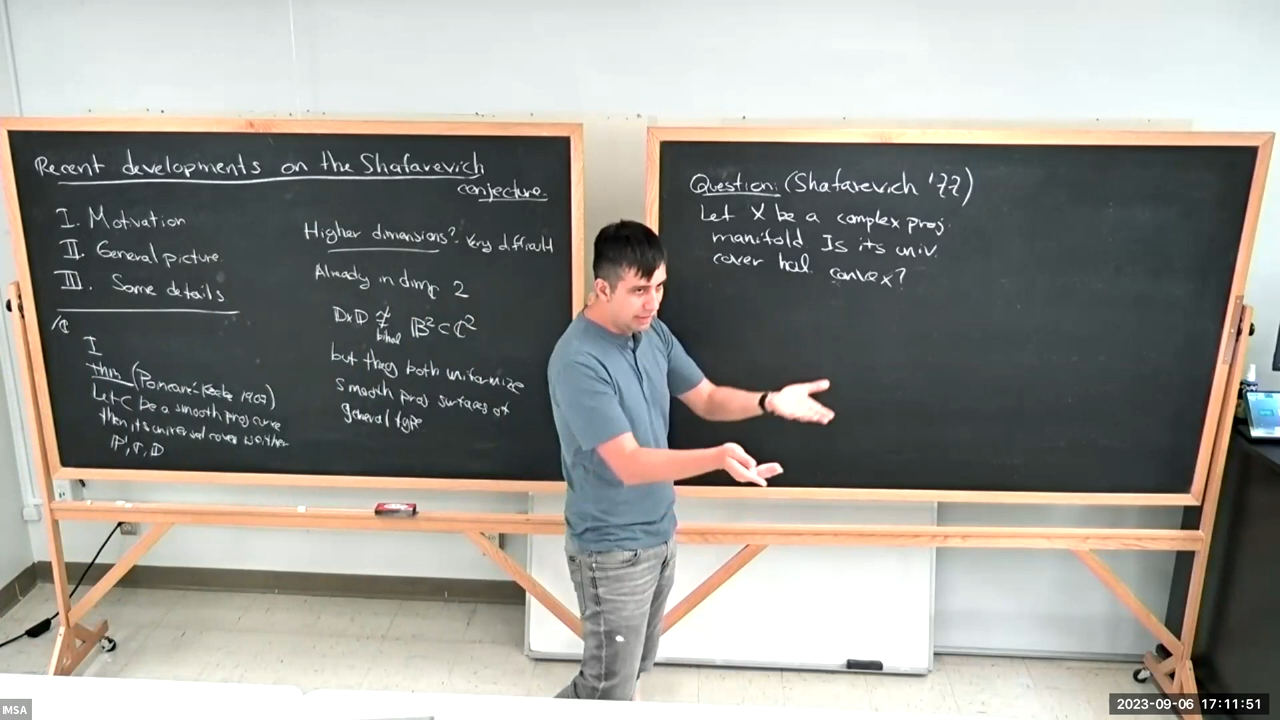 Recent developments on the Shafarevich
conjecture.
I. Motivation
II. General picture.
III. Some details
/ℂ
I
Thm (Poincaré-Koebe 1907)
Let C be a smooth proj curve
then its universal cover is either
ℙ¹, ℂ, 𝔻
Higher dimensions? Very difficult
Already in dim 2
𝔻×𝔻 ≄ 𝔹² ⊂ ℂ²
bihol
but they both uniformize
smooth proj surfaces of
general type
Question: (Shafarevich '77)
Let X be a complex proj.
manifold. Is its univ.
cover hol. convex?
IMSA
2023-09-06 17:11:51